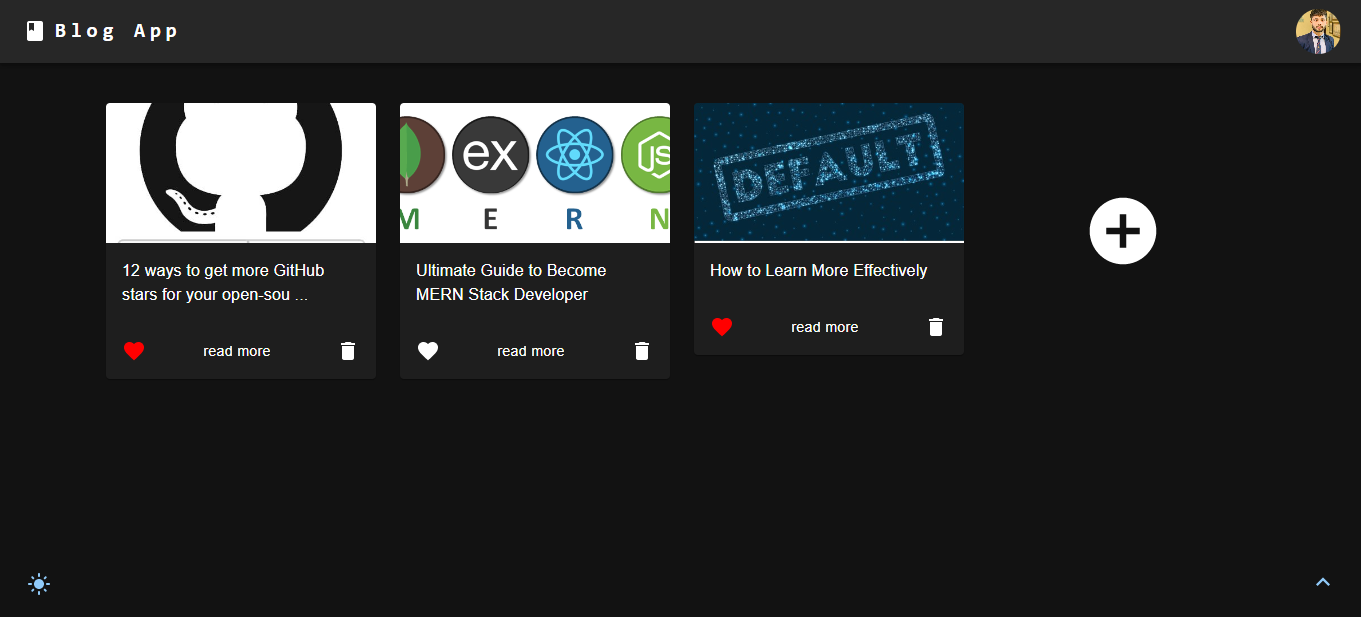 Blog App
ex
JS
M E R N
DEFAULT
12 ways to get more GitHub
stars for your open-sou ...
read more
Ultimate Guide to Become
MERN Stack Developer
read more
How to Learn More Effectively
read more